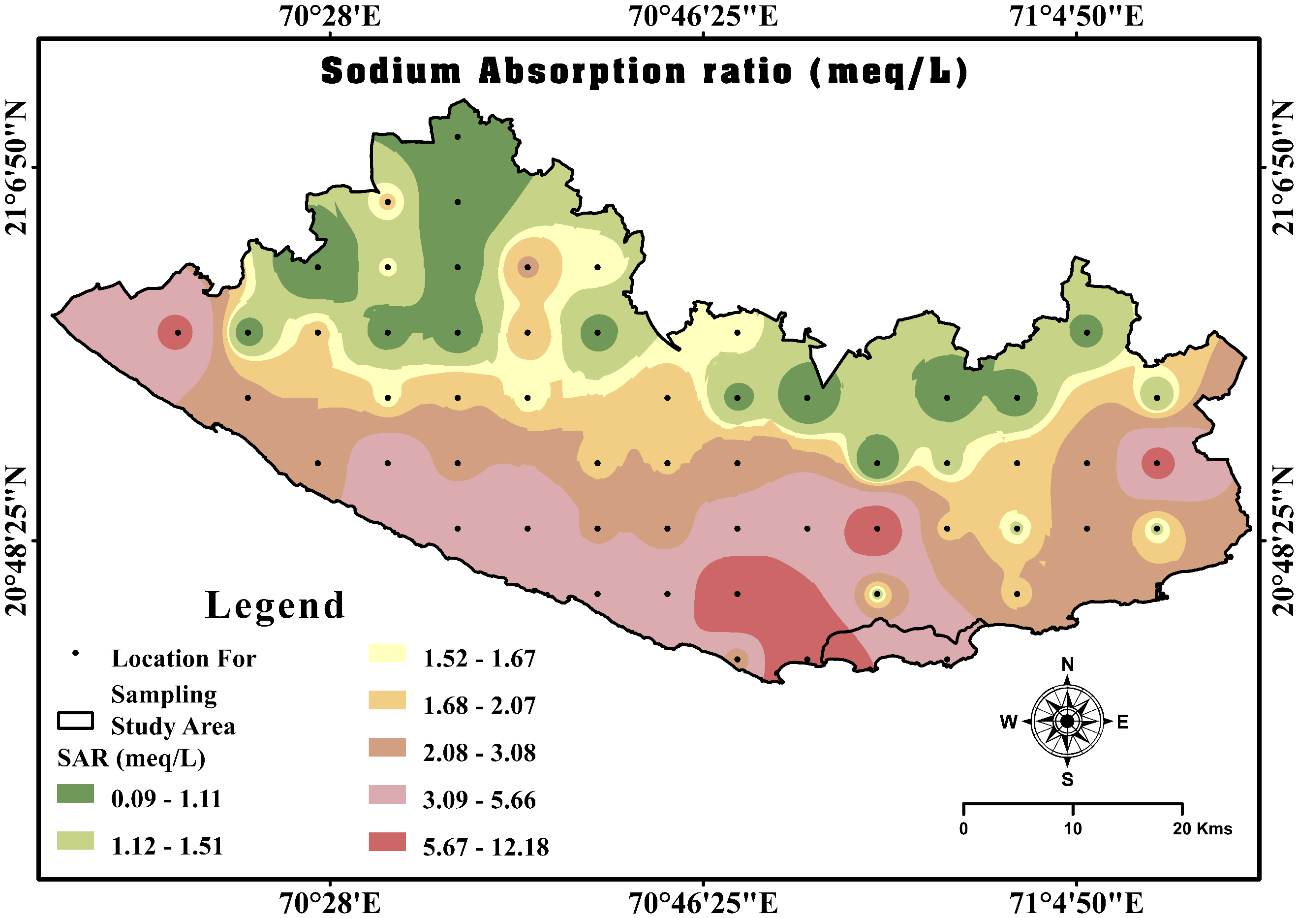 70°28'E 70°46'25"E 71°4'50"E
Sodium Absorption ratio (meq/L)
21°6'50"N
21°6'50"N
20°48'25"N
20°48'25"N
Legend
Location For
Sampling
Study Area
SAR (meq/L)
0.09 - 1.11
1.12 - 1.51
1.52 - 1.67
1.68 - 2.07
2.08 - 3.08
3.09 - 5.66
5.67 - 12.18
N
W E
S
0 10 20 Kms
70°28'E 70°46'25"E 71°4'50"E